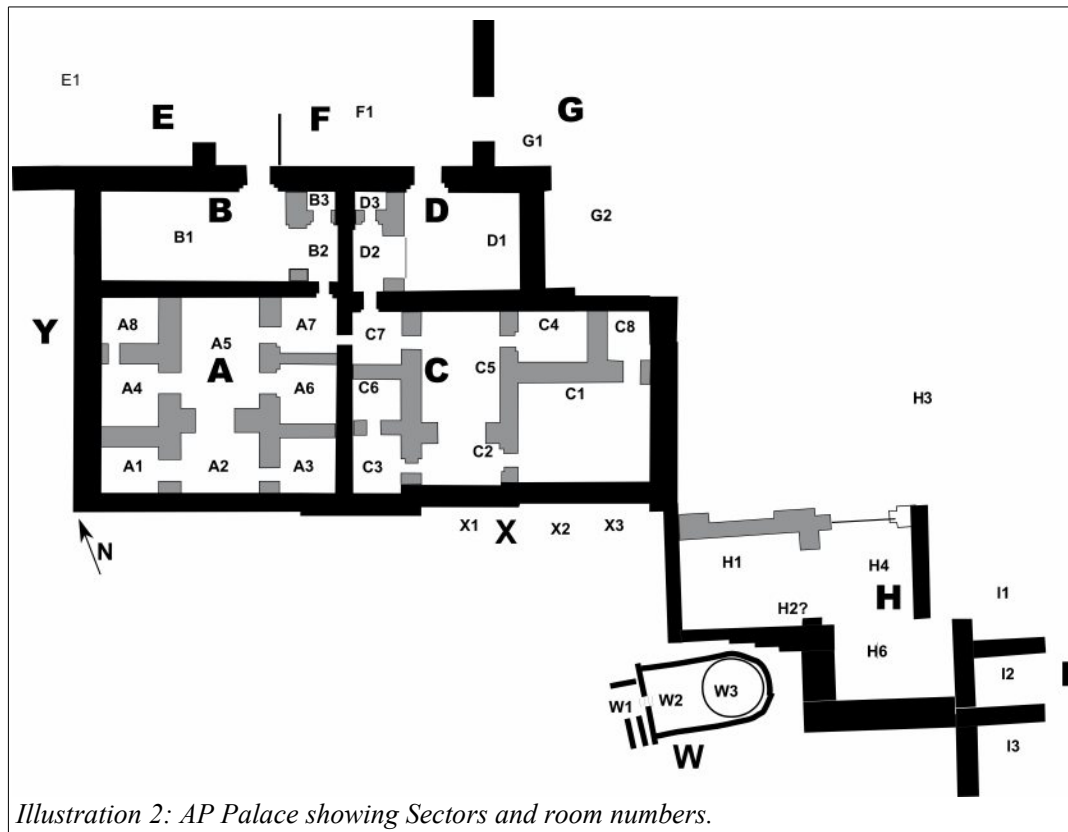 E1
E
F
F1
G
G1
B3
D3
B
D
G2
B1
B2
D2
D1
Y
A8
A5
A7
C7
C4
C8
A
C
C5
A4
A6
C6
C1
H3
A1
A2
A3
C3
C2
X1
X
X2
X3
N
H1
H4
H
I1
H2?
H6
I2
W1
W2
W3
W
I3
Illustration 2: AP Palace showing Sectors and room numbers.